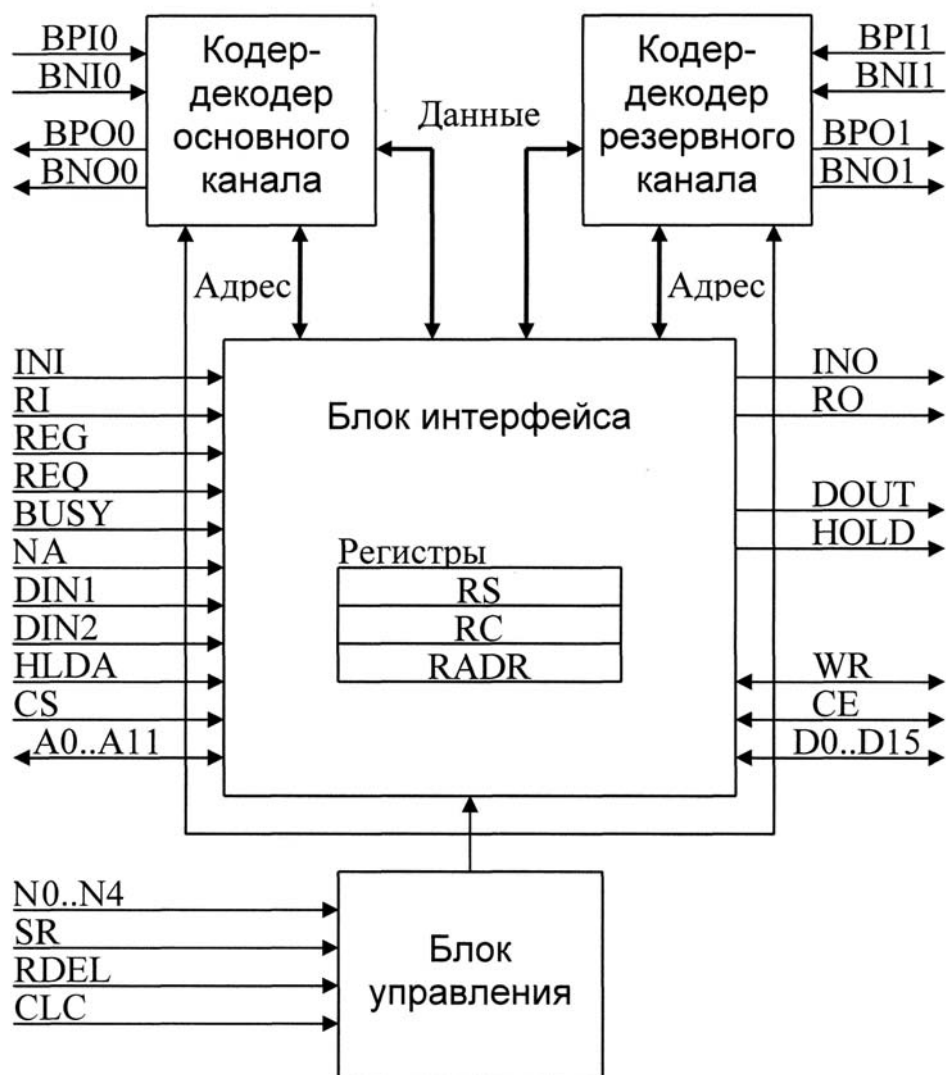 BPI0
BNI0
BPO0
BNO0
Кодер-
декодер
основного
канала
Данные
Кодер-
декодер
резервного
канала
BPI1
BNI1
BPO1
BNO1
Адрес
Адрес
INI
RI
REG
REQ
BUSY
NA
DIN1
DIN2
HLDA
CS
A0..A11
Блок интерфейса
Регистры
RS
RC
RADR
INO
RO
DOUT
HOLD
WR
CE
D0..D15
N0..N4
SR
RDEL
CLC
Блок
управления